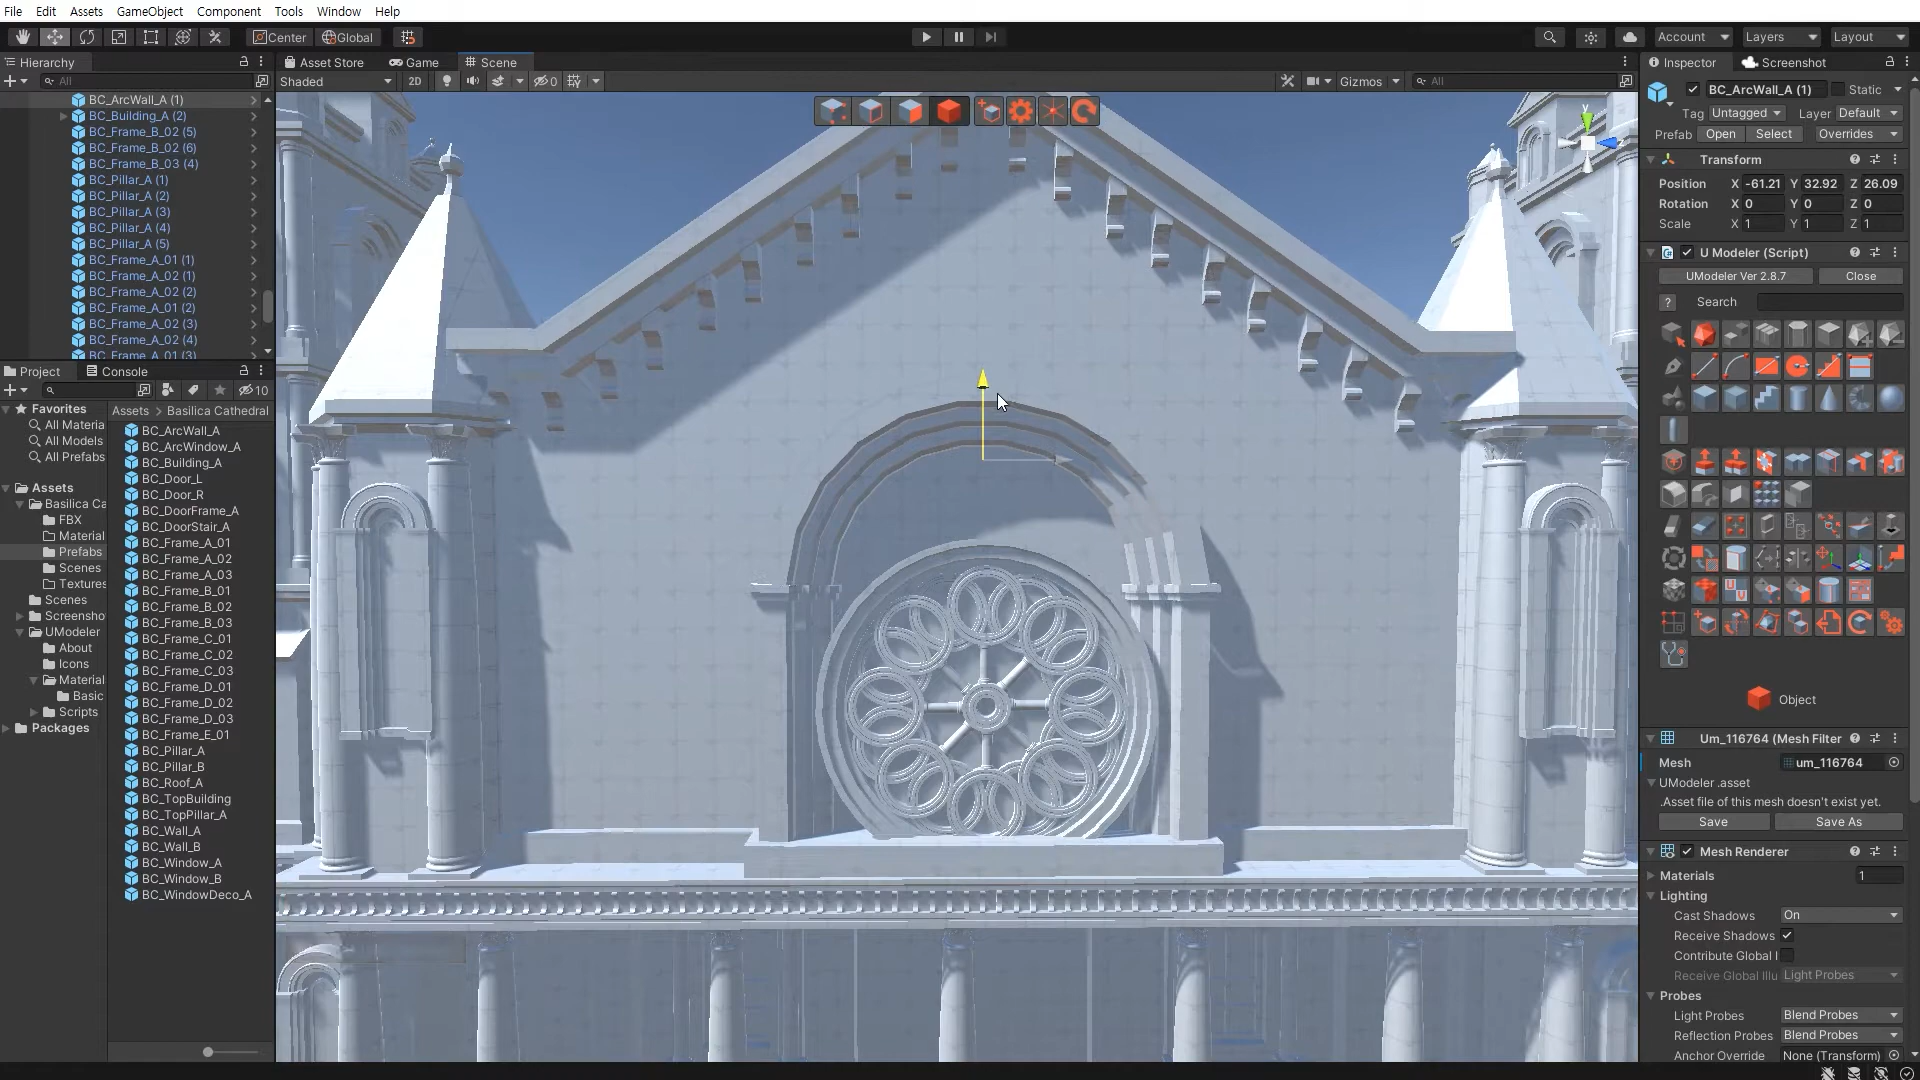 File Edit Assets GameObject Component Tools Window Help
Center Global Account Layers Layout
Hierarchy
All
BC_ArcWall_A (1)
BC_Building_A (2)
BC_Frame_B_02 (5)
BC_Frame_B_02 (6)
BC_Frame_B_03 (4)
BC_Pillar_A (1)
BC_Pillar_A (2)
BC_Pillar_A (3)
BC_Pillar_A (4)
BC_Pillar_A (5)
BC_Frame_A_01 (1)
BC_Frame_A_02 (1)
BC_Frame_A_02 (2)
BC_Frame_A_01 (2)
BC_Frame_A_02 (3)
BC_Frame_A_02 (4)
BC_Frame_A_01 (3)
Project Console
10
Favorites
All Materia
All Models
All Prefabs
Assets
Basilica Ca
FBX
Material
Prefabs
Scenes
Textures
Scenes
Screensho
UModeler
About
Icons
Material
Basic
Scripts
Packages
Assets > Basilica Cathedral
BC_ArcWall_A
BC_ArcWindow_A
BC_Building_A
BC_Door_L
BC_Door_R
BC_DoorFrame_A
BC_DoorStair_A
BC_Frame_A_01
BC_Frame_A_02
BC_Frame_A_03
BC_Frame_B_01
BC_Frame_B_02
BC_Frame_B_03
BC_Frame_C_01
BC_Frame_C_02
BC_Frame_C_03
BC_Frame_D_01
BC_Frame_D_02
BC_Frame_D_03
BC_Frame_E_01
BC_Pillar_A
BC_Pillar_B
BC_Roof_A
BC_TopBuilding
BC_TopPillar_A
BC_Wall_A
BC_Wall_B
BC_Window_A
BC_Window_B
BC_WindowDeco_A
Asset Store Game Scene
Shaded 2D 0 Gizmos All
y
z
Inspector Screenshot
BC_ArcWall_A (1) Static
Tag Untagged Layer Default
Prefab Open Select Overrides
Transform
Position X -61.21 Y 32.92 Z 26.09
Rotation X 0 Y 0 Z 0
Scale X 1 Y 1 Z 1
U Modeler (Script)
UModeler Ver 2.8.7 Close
? Search
Object
Um_116764 (Mesh Filter
Mesh um_116764
UModeler .asset
.Asset file of this mesh doesn't exist yet.
Save Save As
Mesh Renderer
Materials 1
Lighting
Cast Shadows On
Receive Shadows
Contribute Global I
Receive Global Illu Light Probes
Probes
Light Probes Blend Probes
Reflection Probes Blend Probes
Anchor Override None (Transform)